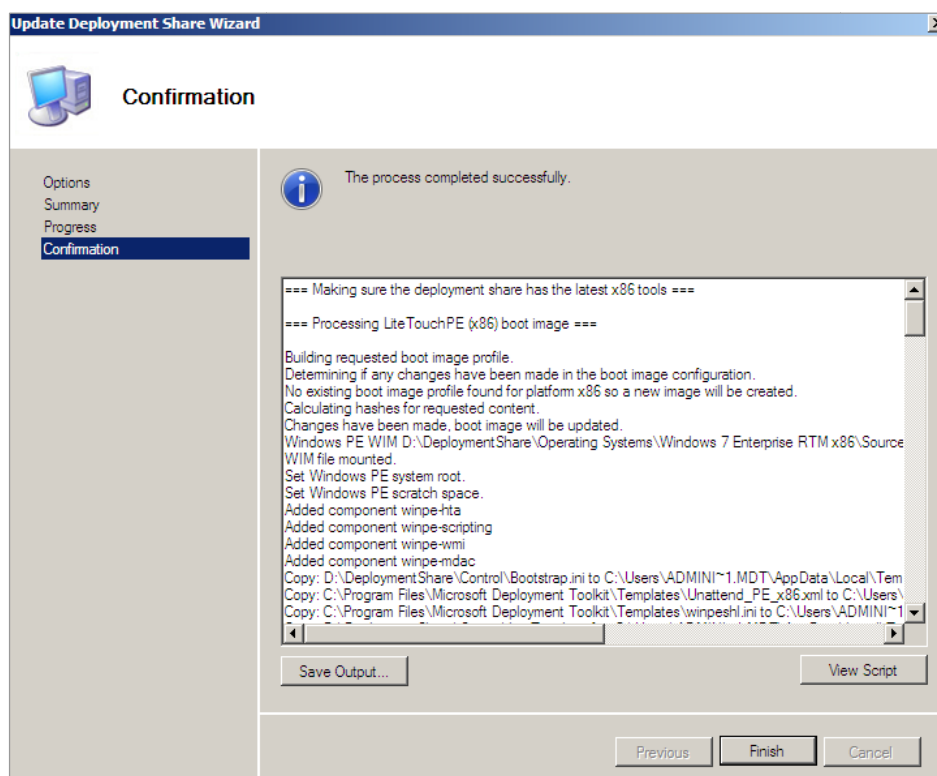 Update Deployment Share Wizard
Confirmation
Options
Summary
Progress
Confirmation
The process completed successfully.
=== Making sure the deployment share has the latest x86 tools ===
=== Processing LiteTouchPE (x86) boot image ===
Building requested boot image profile.
Determining if any changes have been made in the boot image configuration.
No existing boot image profile found for platform x86 so a new image will be created.
Calculating hashes for requested content.
Changes have been made, boot image will be updated.
Windows PE WIM D:\DeploymentShare\Operating Systems\Windows 7 Enterprise RTM x86\Source
WIM file mounted.
Set Windows PE system root.
Set Windows PE scratch space.
Added component winpe-hta
Added component winpe-scripting
Added component winpe-wmi
Added component winpe-mdac
Copy: D:\DeploymentShare\Control\Bootstrap.ini to C:\Users\ADMINI~1.MDT\AppData\Local\Tem
Copy: C:\Program Files\Microsoft Deployment Toolkit\Templates\Unattend_PE_x86.xml to C:\Users\
Copy: C:\Program Files\Microsoft Deployment Toolkit\Templates\winpeshl.ini to C:\Users\ADMINI~1
Save Output...
View Script
Previous
Finish
Cancel